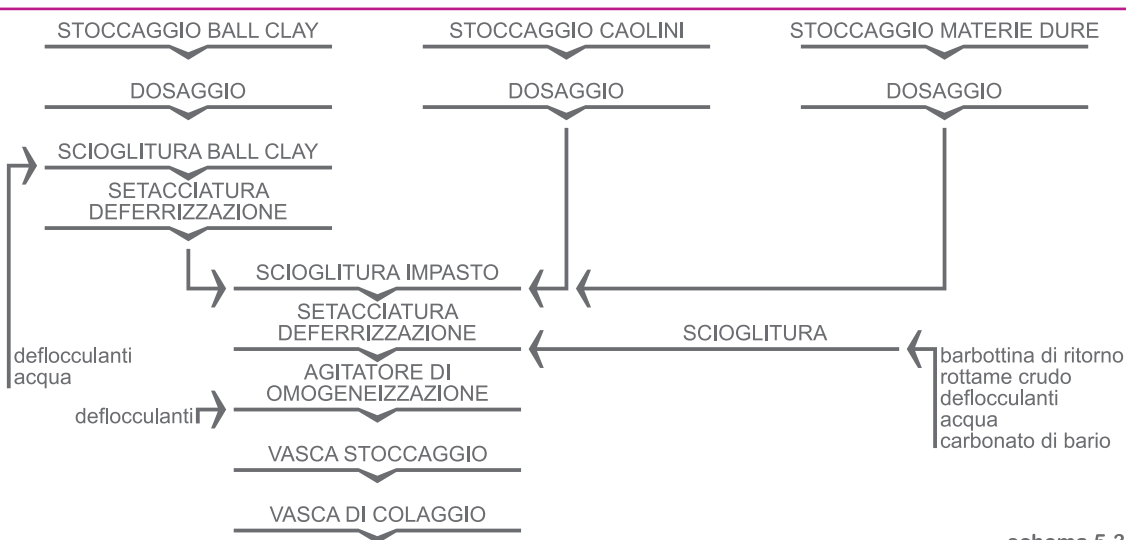 STOCCAGGIO BALL CLAY
STOCCAGGIO CAOLINI
STOCCAGGIO MATERIE DURE
DOSAGGIO
DOSAGGIO
DOSAGGIO
SCIOGLITURA BALL CLAY
SETACCIATURA
DEFERRIZZAZIONE
SCIOGLITURA IMPASTO
SETACCIATURA
DEFERRIZZAZIONE
SCIOGLITURA
deflocculanti
acqua
barbottina di ritorno
rottame crudo
deflocculanti
acqua
carbonato di bario
AGITATORE DI
OMOGENEIZZAZIONE
deflocculanti
VASCA STOCCAGGIO
VASCA DI COLAGGIO